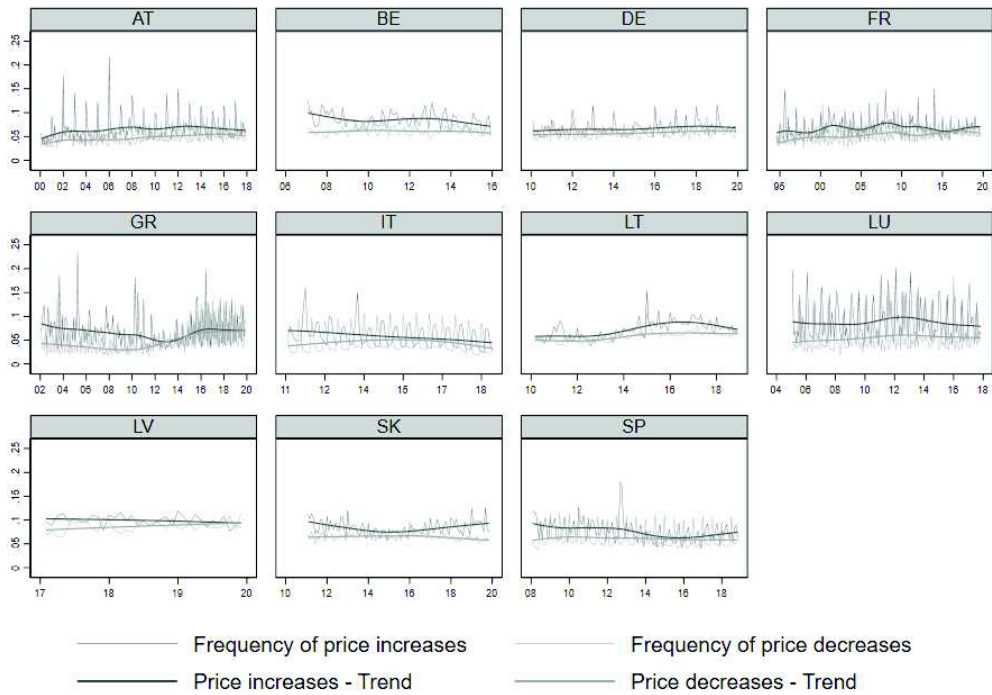 AT BE DE FR
.25
.2
.15
.1
.05
0
00 02 04 06 08 10 12 14 16 18 06 10 14 16 10 12 14 16 18 20 95 00 05 10 15 20
GR IT LT LU
.25
.2
.15
.1
.05
0
02 04 06 08 10 12 14 16 18 20 11 12 13 14 15 16 17 18 10 12 14 16 18 04 06 08 10 12 14 16 18
LV SK SP
.25
.2
.15
.1
.05
0
17 18 19 20 10 12 15 18 20 08 10 12 14 16 18
Frequency of price increases Frequency of price decreases
Price increases - Trend Price decreases - Trend